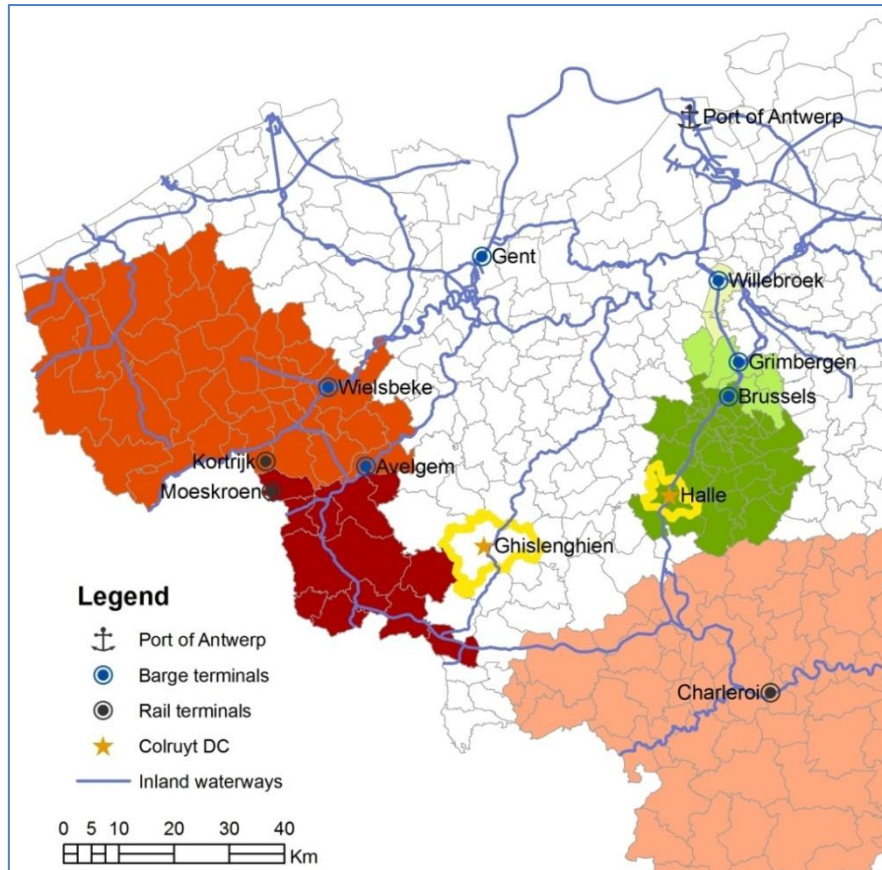 Port of Antwerp
Gent
Willebroek
Grimbergen
Wielsbeke
Brussels
Kortrijk
Avelgem
Moeskroen
Halle
Ghislenghien
Charleroi
Legend
Port of Antwerp
Barge terminals
Rail terminals
Colruyt DC
Inland waterways
0 5 10 20 30 40
Km